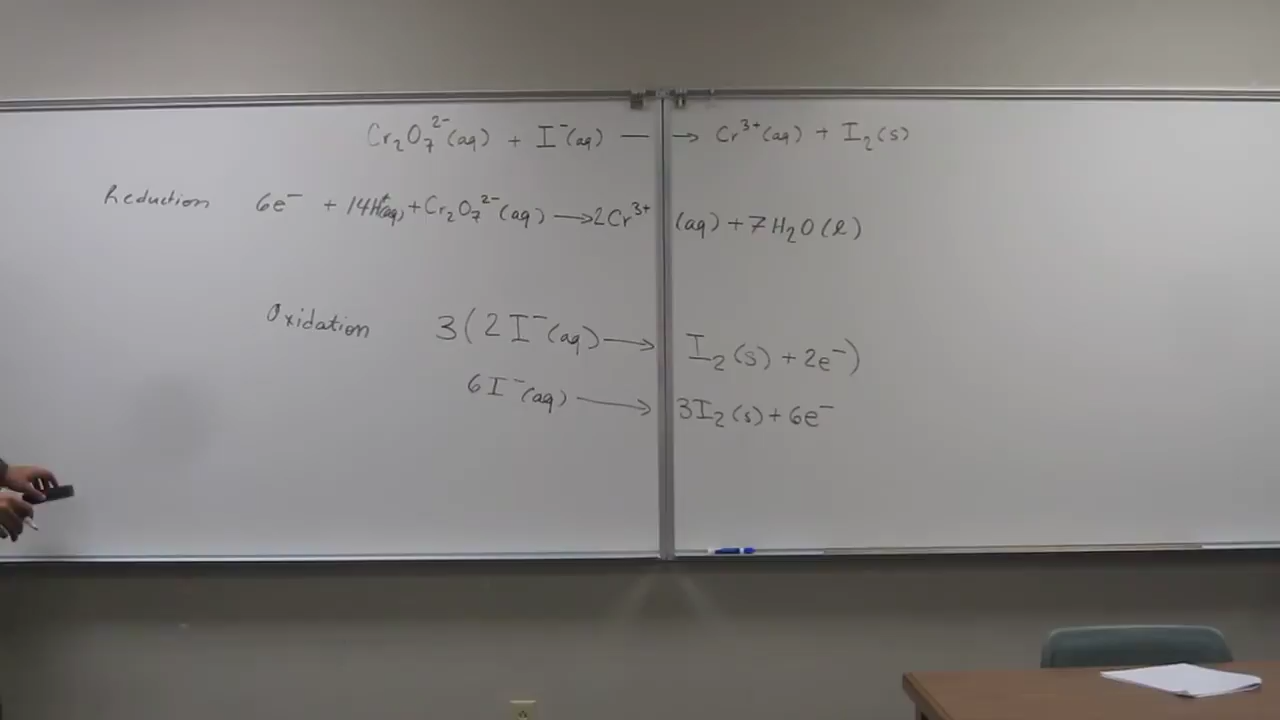 Cr₂O₇²⁻(aq) + I⁻(aq) —→ Cr³⁺(aq) + I₂(s)
Reduction 6e⁻ + 14H⁺(aq) + Cr₂O₇²⁻(aq) → 2Cr³⁺ (aq) + 7H₂O(l)
Oxidation 3(2I⁻(aq) → I₂(s) + 2e⁻)
6I⁻(aq) → 3I₂(s) + 6e⁻